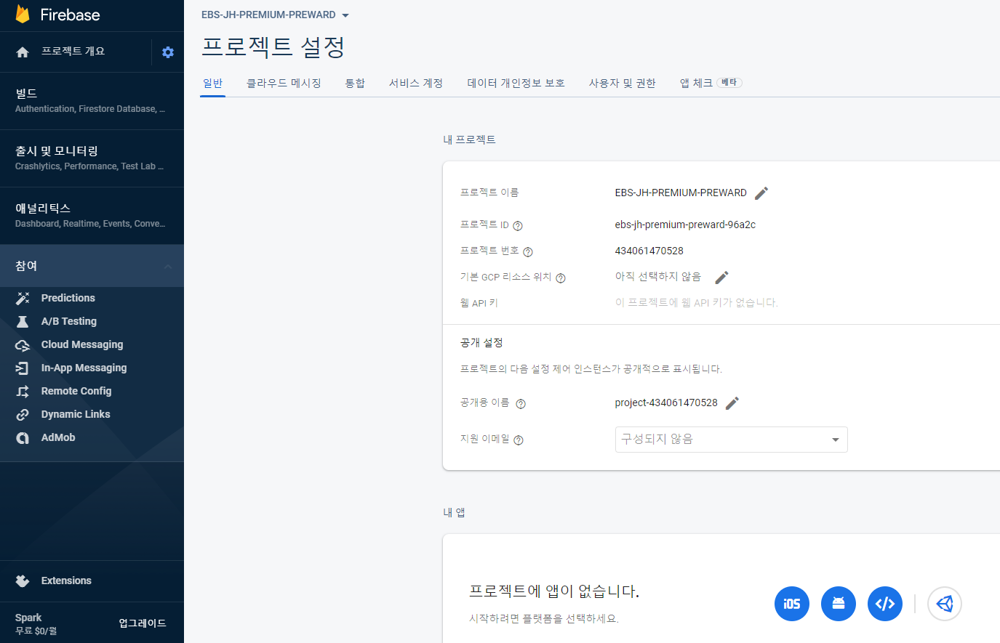 Firebase
프로젝트 개요
빌드
Authentication, Firestore Database, ...
출시 및 모니터링
Crashlytics, Performance, Test Lab ...
애널리틱스
Dashboard, Realtime, Events, Conve...
참여
Predictions
A/B Testing
Cloud Messaging
In-App Messaging
Remote Config
Dynamic Links
AdMob
Extensions
Spark
무료 $0/월
업그레이드
EBS-JH-PREMIUM-PREWARD
프로젝트 설정
일반 클라우드 메시징 통합 서비스 계정 데이터 개인정보 보호 사용자 및 권한 앱 체크 베타
내 프로젝트
프로젝트 이름 EBS-JH-PREMIUM-PREWARD
프로젝트 ID ebs-jh-premium-preward-96a2c
프로젝트 번호 434061470528
기본 GCP 리소스 위치 아직 선택하지 않음
웹 API 키 이 프로젝트에 웹 API 키가 없습니다.
공개 설정
프로젝트의 다음 설정 제어 인스턴스가 공개적으로 표시됩니다.
공개용 이름 project-434061470528
지원 이메일 구성되지 않음
내 앱
프로젝트에 앱이 없습니다.
시작하려면 플랫폼을 선택하세요.
iOS